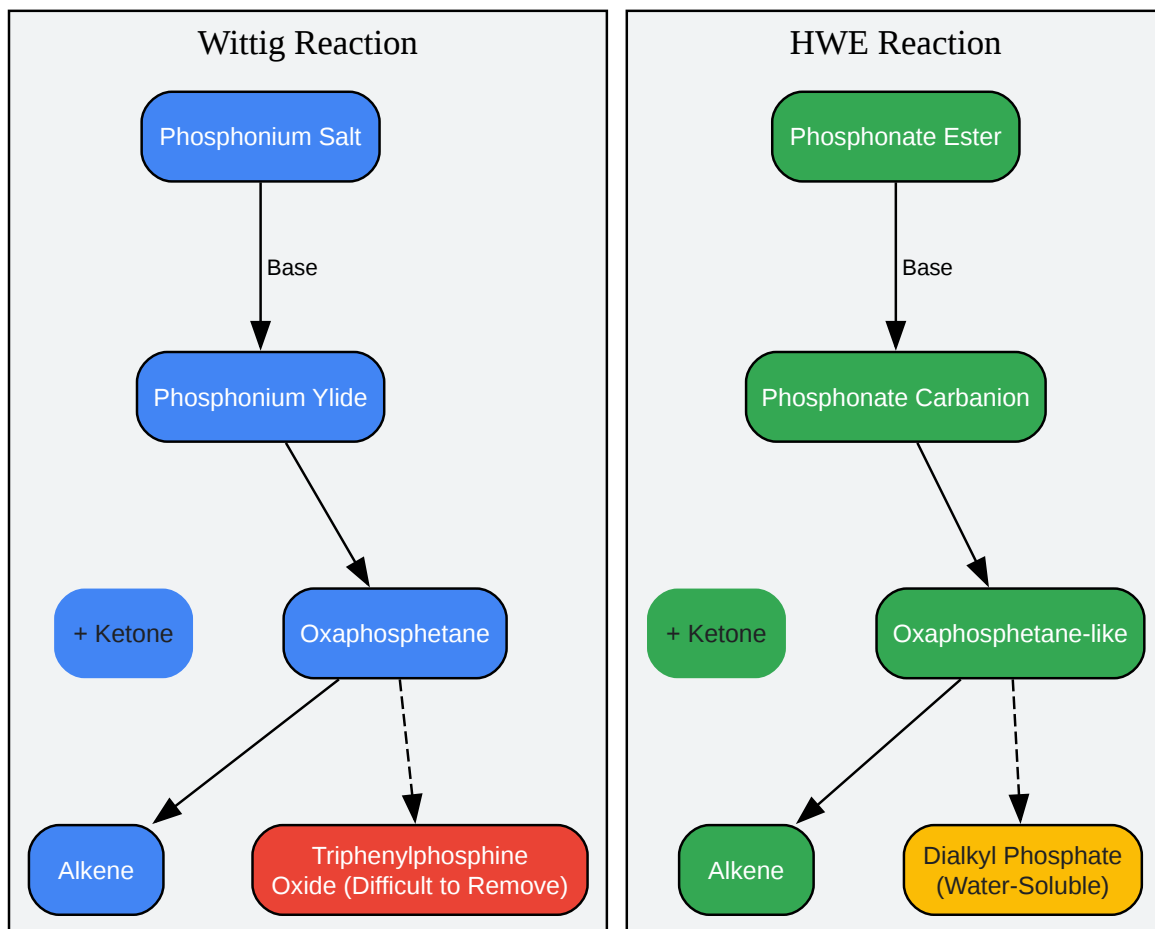 Wittig Reaction
Phosphonium Salt
Base
Phosphonium Ylide
+ Ketone
Oxaphosphetane
Alkene
Triphenylphosphine
Oxide (Difficult to Remove)
HWE Reaction
Phosphonate Ester
Base
Phosphonate Carbanion
+ Ketone
Oxaphosphetane-like
Alkene
Dialkyl Phosphate
(Water-Soluble)